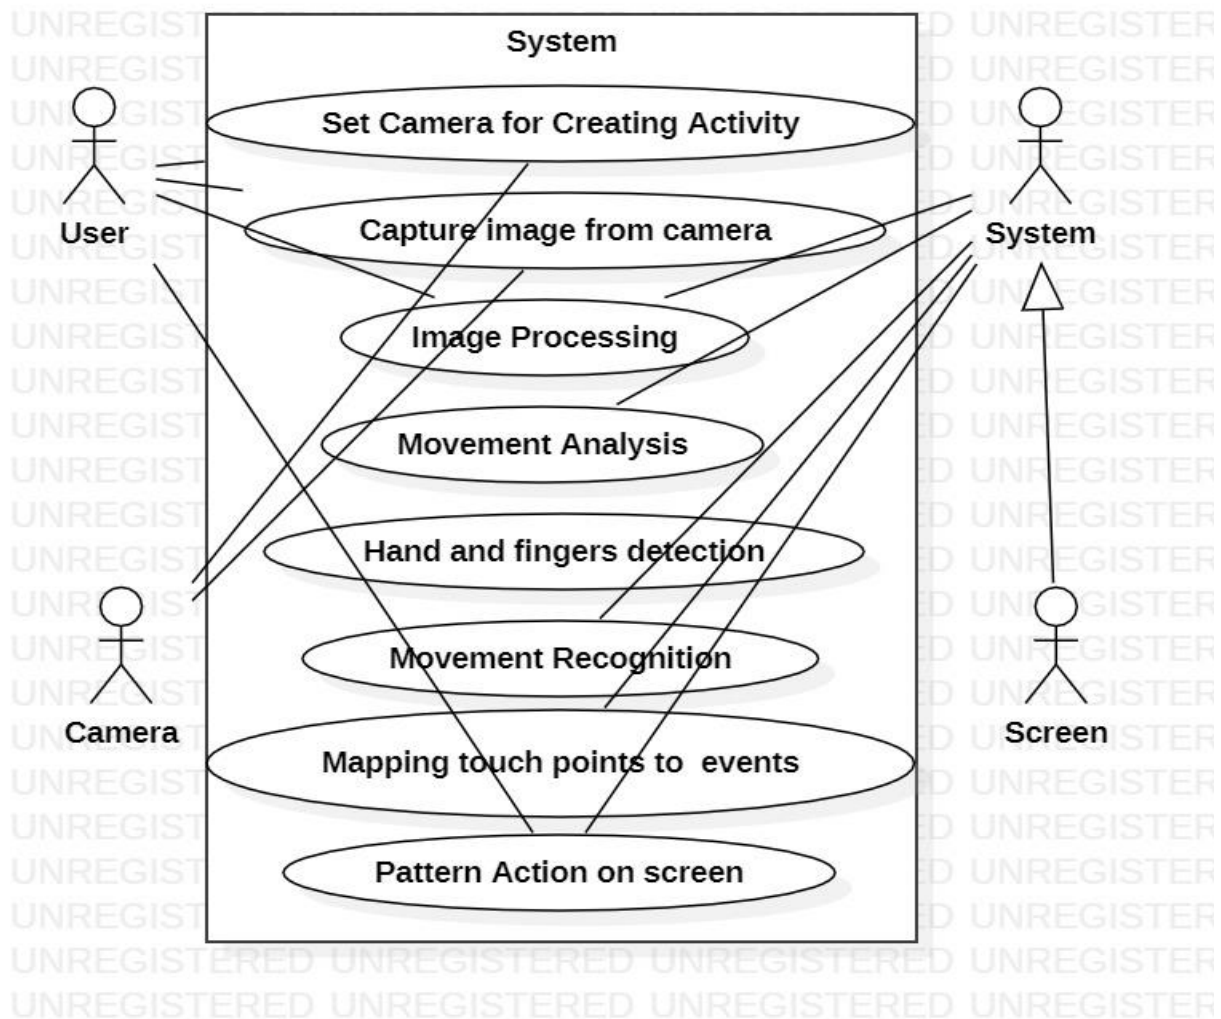 System
Set Camera for Creating Activity
Capture image from camera
User
System
Image Processing
Movement Analysis
Hand and fingers detection
Movement Recognition
Camera
Screen
Mapping touch points to  events
Pattern Action on screen
UNREGISTERED UNREGISTERED UNREGISTERED UNREGISTER
UNREGISTERED UNREGISTERED UNREGISTERED UNREGISTER